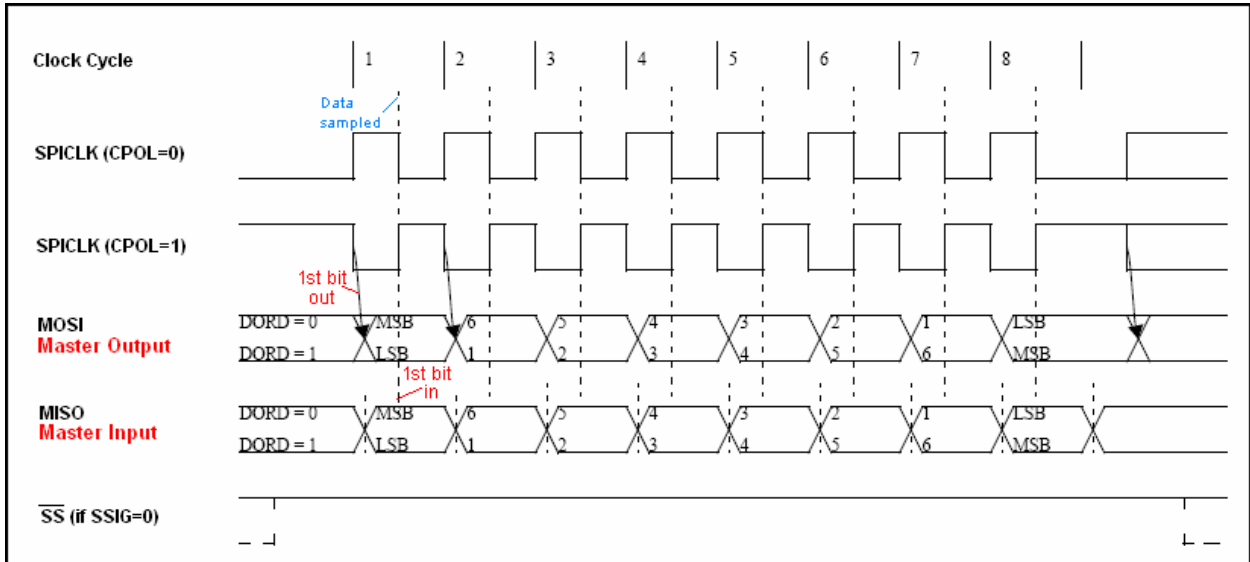 Clock Cycle 1 2 3 4 5 6 7 8
Data
sampled
SPICLK (CPOL=0)
SPICLK (CPOL=1)
1st bit
out
MOSI DORD = 0 MSB 6 5 4 3 2 1 LSB
Master Output DORD = 1 LSB 1 2 3 4 5 6 MSB
1st bit
in
MISO DORD = 0 MSB 6 5 4 3 2 1 LSB
Master Input DORD = 1 LSB 1 2 3 4 5 6 MSB
SS (if SSIG=0)